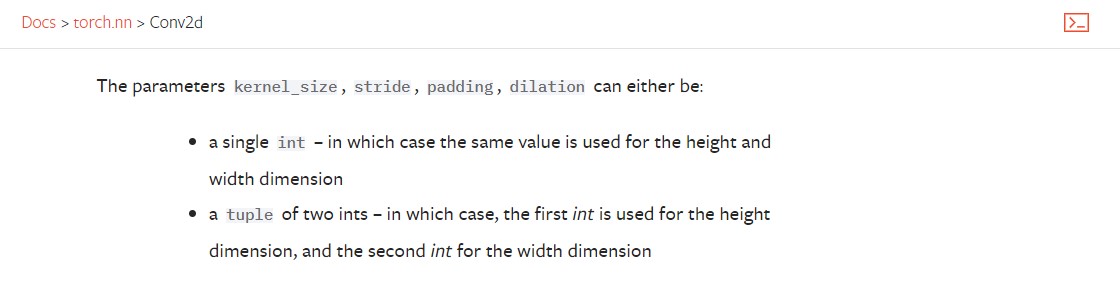 Docs > torch.nn > Conv2d
The parameters kernel_size, stride, padding, dilation can either be:
• a single int – in which case the same value is used for the height and
width dimension
• a tuple of two ints – in which case, the first int is used for the height
dimension, and the second int for the width dimension